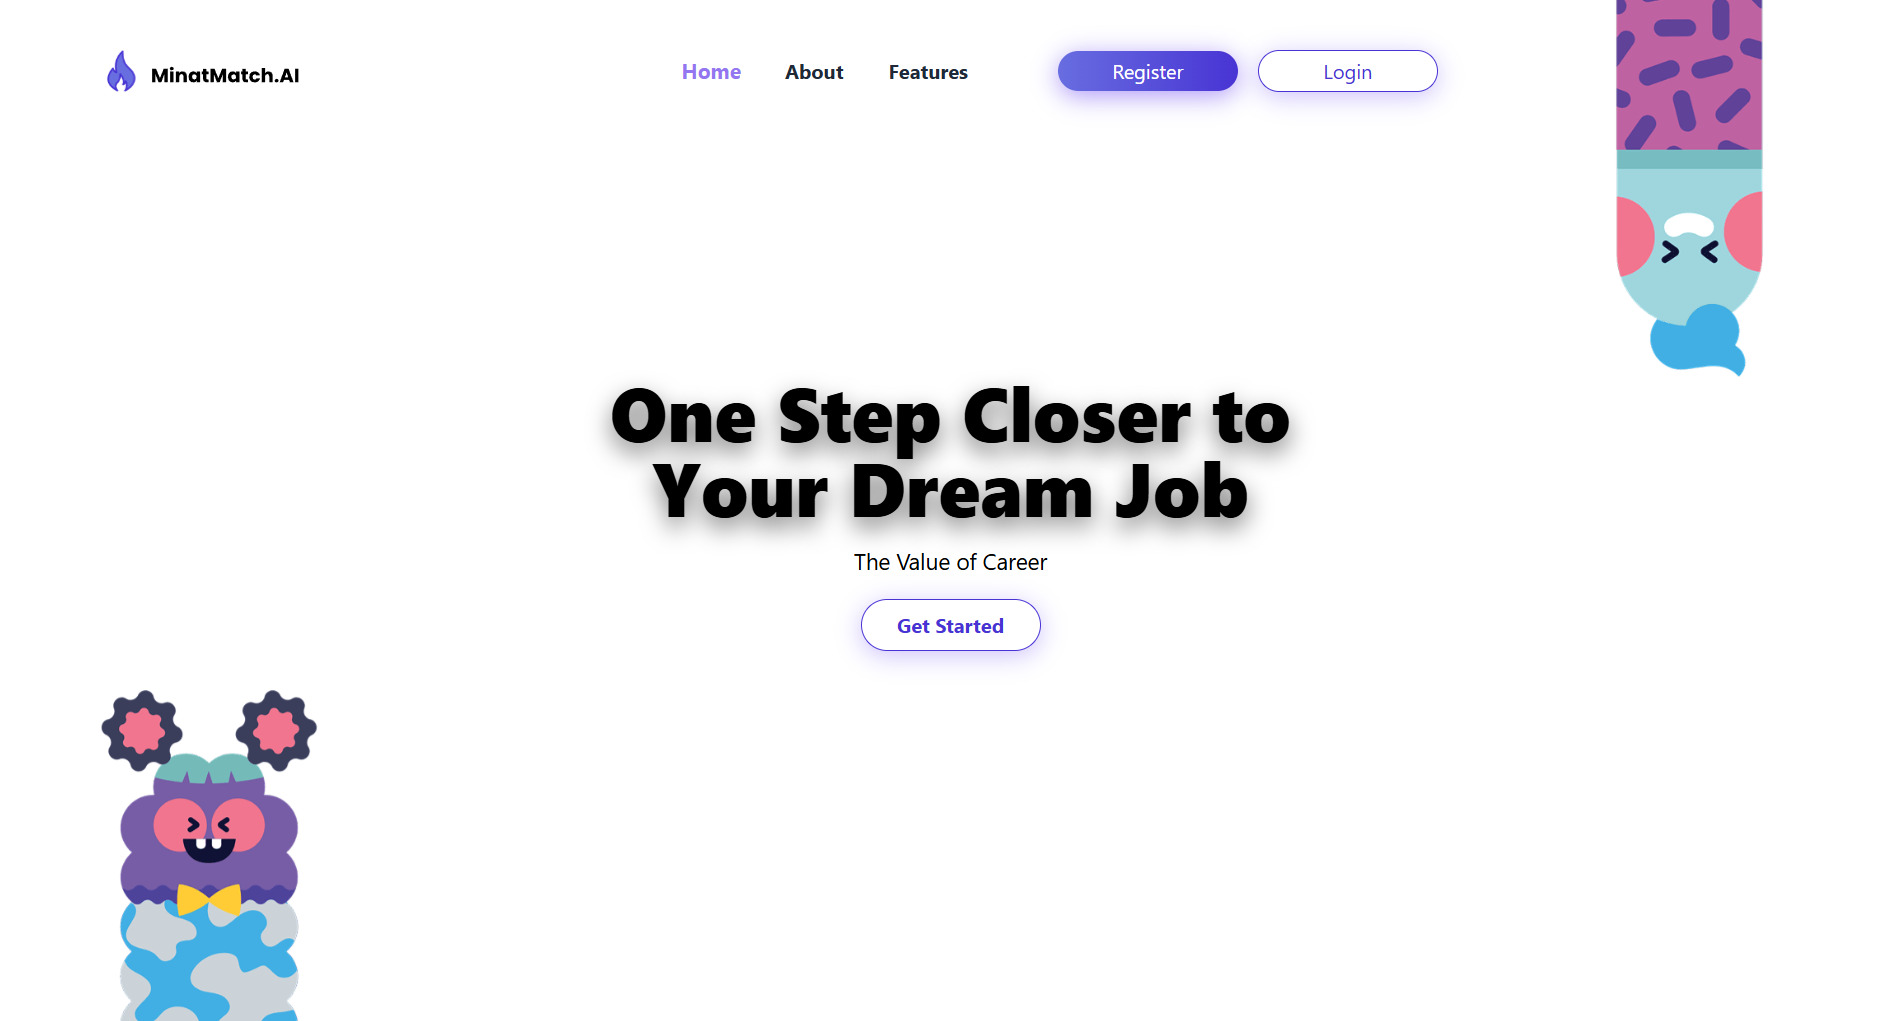 MinatMatch.AI
Home
About
Features
Register
Login
One Step Closer to
Your Dream Job
The Value of Career
Get Started